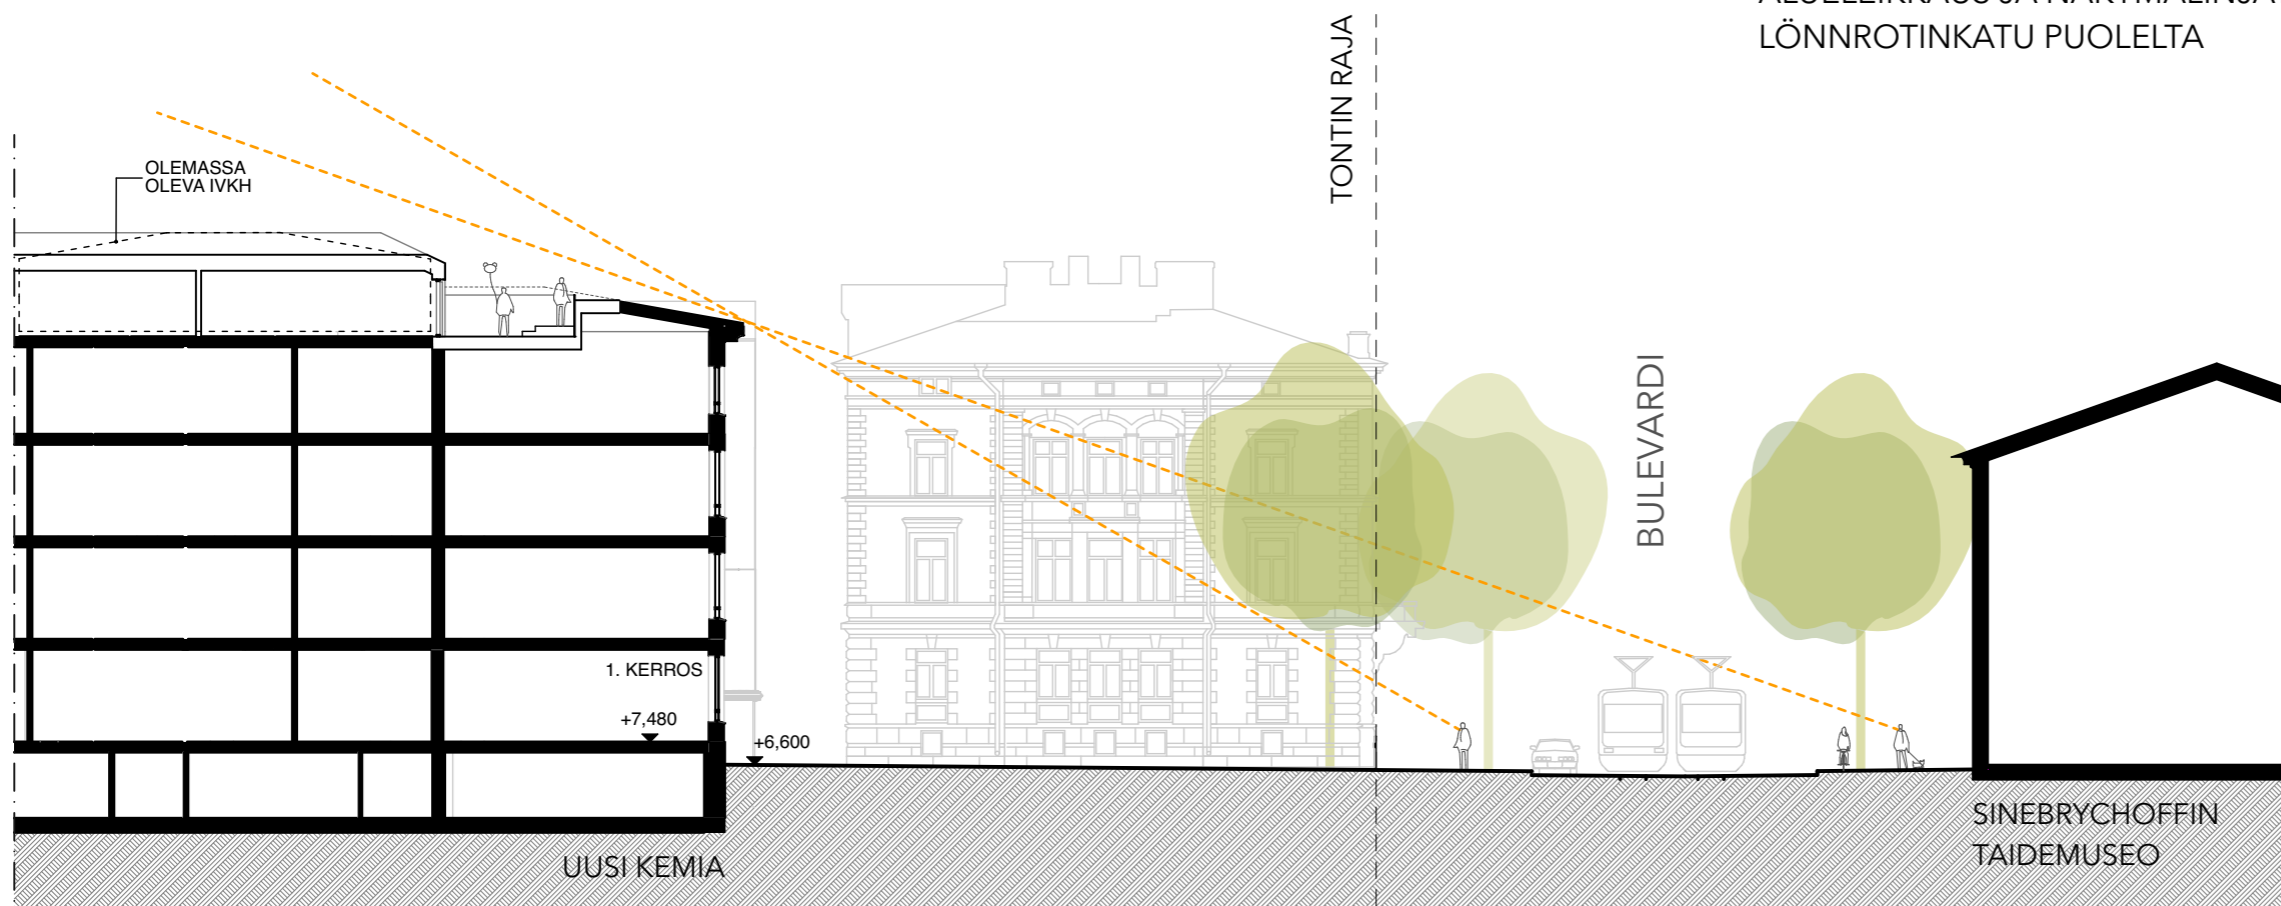 LÖNNROTINKATU PUOLELTA
TONTIN RAJA
OLEMASSA
OLEVA IVKH
BULEVARDI
1. KERROS
+7,480
+6,600
SINEBRYCHOFFIN
TAIDEMUSEO
UUSI KEMIA